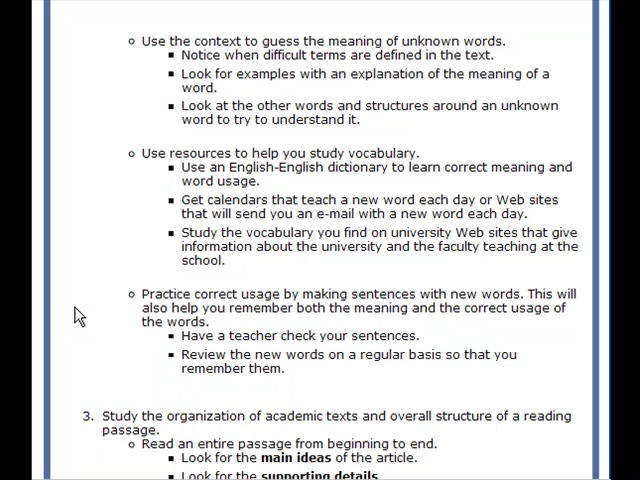 Use the context to guess the meaning of unknown words.
Notice when difficult terms are defined in the text.
Look for examples with an explanation of the meaning of a
word.
Look at the other words and structures around an unknown
word to try to understand it.
Use resources to help you study vocabulary.
Use an English-English dictionary to learn correct meaning and
word usage.
Get calendars that teach a new word each day or Web sites
that will send you an e-mail with a new word each day.
Study the vocabulary you find on university Web sites that give
information about the university and the faculty teaching at the
school.
Practice correct usage by making sentences with new words. This will
also help you remember both the meaning and the correct usage of
the words.
Have a teacher check your sentences.
Review the new words on a regular basis so that you
remember them.
3. Study the organization of academic texts and overall structure of a reading
passage.
Read an entire passage from beginning to end.
Look for the main ideas of the article.
Look for the supporting details